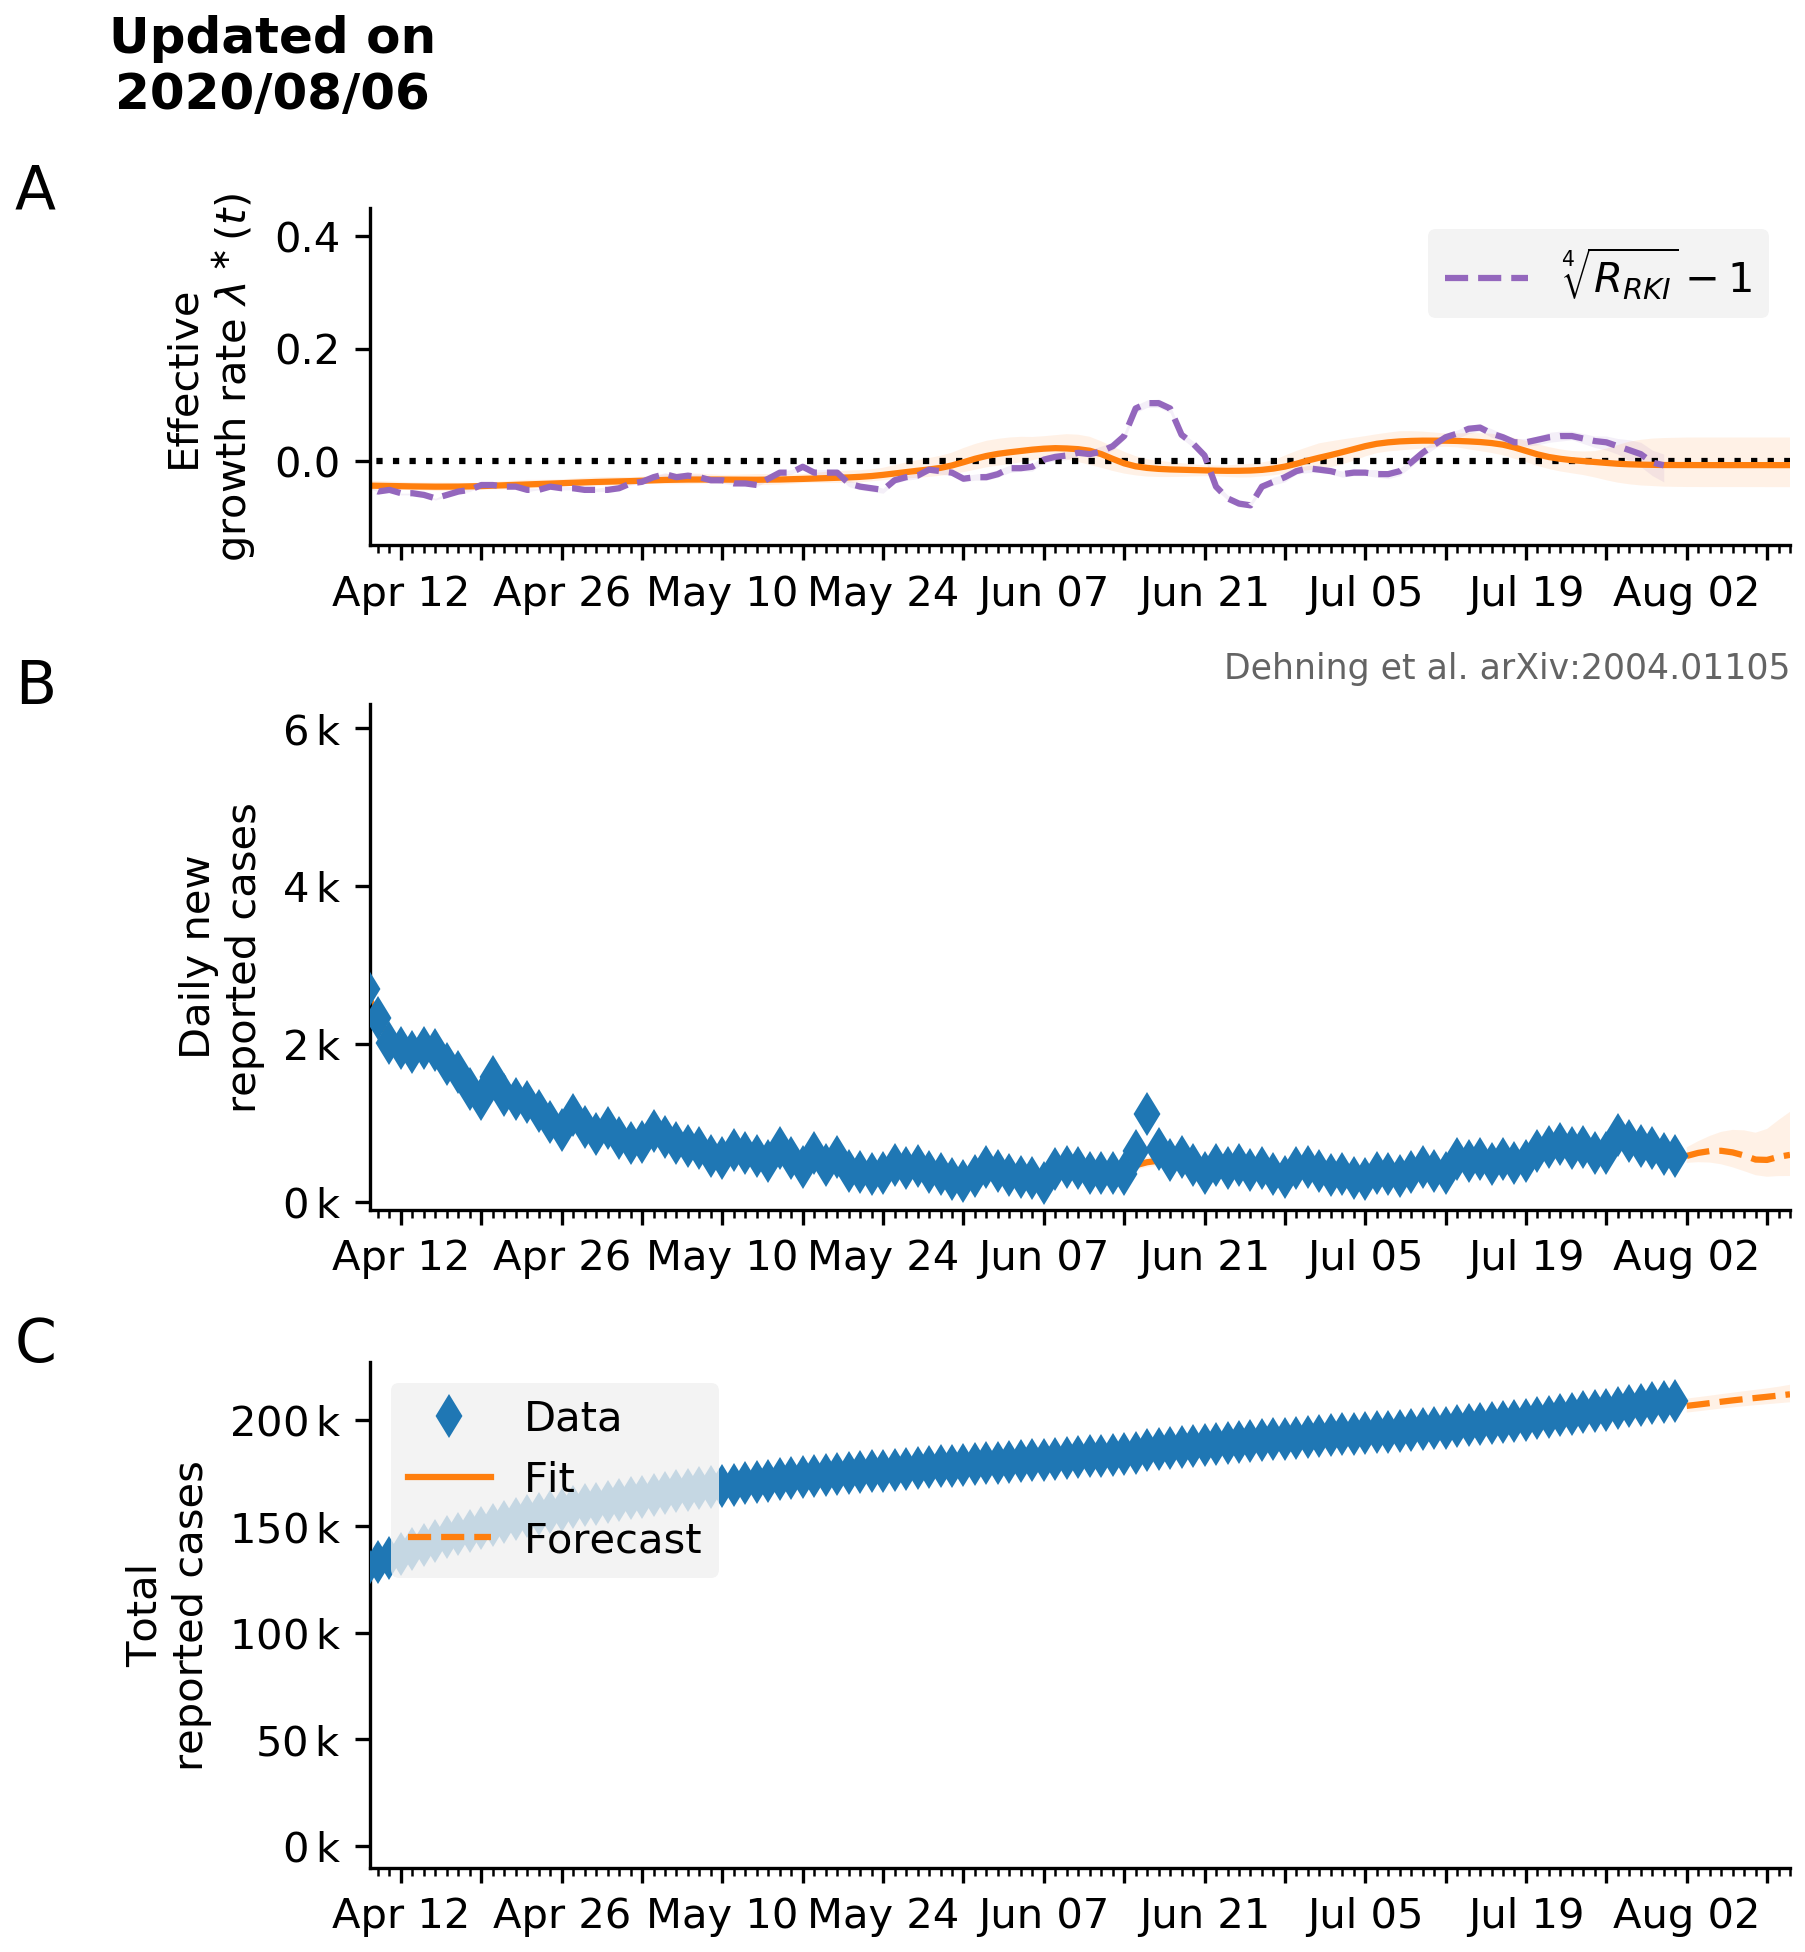 Updated on
2020/08/06
A
Effective
growth rate λ * (t)
0.4
0.2
0.0
∜R_RKI − 1
Apr 12 Apr 26 May 10 May 24 Jun 07 Jun 21 Jul 05 Jul 19 Aug 02
B
Dehning et al. arXiv:2004.01105
Daily new
reported cases
6 k
4 k
2 k
0 k
Apr 12 Apr 26 May 10 May 24 Jun 07 Jun 21 Jul 05 Jul 19 Aug 02
C
Total
reported cases
200 k
150 k
100 k
50 k
0 k
Data
Fit
Forecast
Apr 12 Apr 26 May 10 May 24 Jun 07 Jun 21 Jul 05 Jul 19 Aug 02